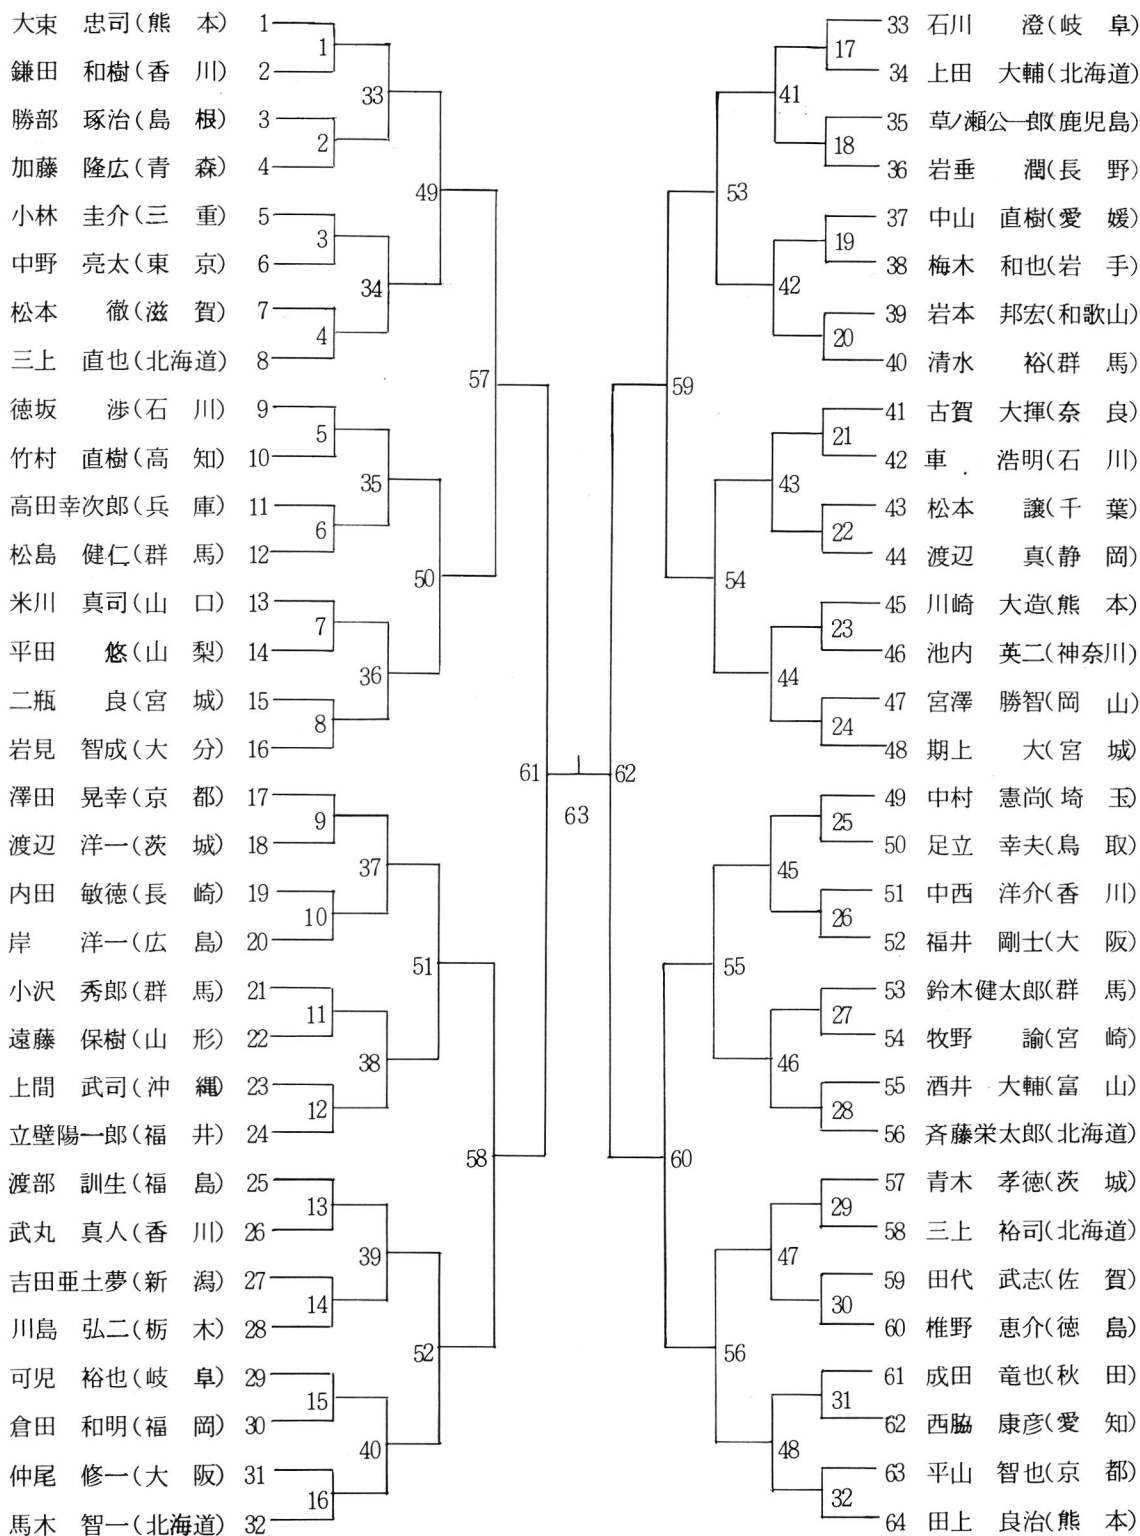 大束 忠司(熊 本) 1
鎌田 和樹(香 川) 2
勝部 琢治(島 根) 3
加藤 隆広(青 森) 4
小林 圭介(三 重) 5
中野 亮太(東 京) 6
松本 徹(滋 賀) 7
三上 直也(北海道) 8
徳坂 渉(石 川) 9
竹村 直樹(高 知) 10
高田幸次郎(兵 庫) 11
松島 健仁(群 馬) 12
米川 真司(山 口) 13
平田 悠(山 梨) 14
二瓶 良(宮 城) 15
岩見 智成(大 分) 16
澤田 晃幸(京 都) 17
渡辺 洋一(茨 城) 18
内田 敏徳(長 崎) 19
岸 洋一(広 島) 20
小沢 秀郎(群 馬) 21
遠藤 保樹(山 形) 22
上間 武司(沖 縄) 23
立壁陽一郎(福 井) 24
渡部 訓生(福 島) 25
武丸 真人(香 川) 26
吉田亜土夢(新 潟) 27
川島 弘二(栃 木) 28
可児 裕也(岐 阜) 29
倉田 和明(福 岡) 30
仲尾 修一(大 阪) 31
馬木 智一(北海道) 32
1
2
3
4
5
6
7
8
9
10
11
12
13
14
15
16
33
34
35
36
37
38
39
40
49
50
51
52
57
58
61
63
62
59
60
53
54
55
56
41
42
43
44
45
46
47
48
17
18
19
20
21
22
23
24
25
26
27
28
29
30
31
32
33 石川 澄(岐 阜)
34 上田 大輔(北海道)
35 草ノ瀬公一郎(鹿児島)
36 岩垂 潤(長 野)
37 中山 直樹(愛 媛)
38 梅木 和也(岩 手)
39 岩本 邦宏(和歌山)
40 清水 裕(群 馬)
41 古賀 大揮(奈 良)
42 車 浩明(石 川)
43 松本 譲(千 葉)
44 渡辺 真(静 岡)
45 川崎 大造(熊 本)
46 池内 英二(神奈川)
47 宮澤 勝智(岡 山)
48 期上 大(宮 城)
49 中村 憲尚(埼 玉)
50 足立 幸夫(鳥 取)
51 中西 洋介(香 川)
52 福井 剛士(大 阪)
53 鈴木健太郎(群 馬)
54 牧野 諭(宮 崎)
55 酒井 大輔(富 山)
56 斉藤栄太郎(北海道)
57 青木 孝徳(茨 城)
58 三上 裕司(北海道)
59 田代 武志(佐 賀)
60 椎野 恵介(徳 島)
61 成田 竜也(秋 田)
62 西脇 康彦(愛 知)
63 平山 智也(京 都)
64 田上 良治(熊 本)